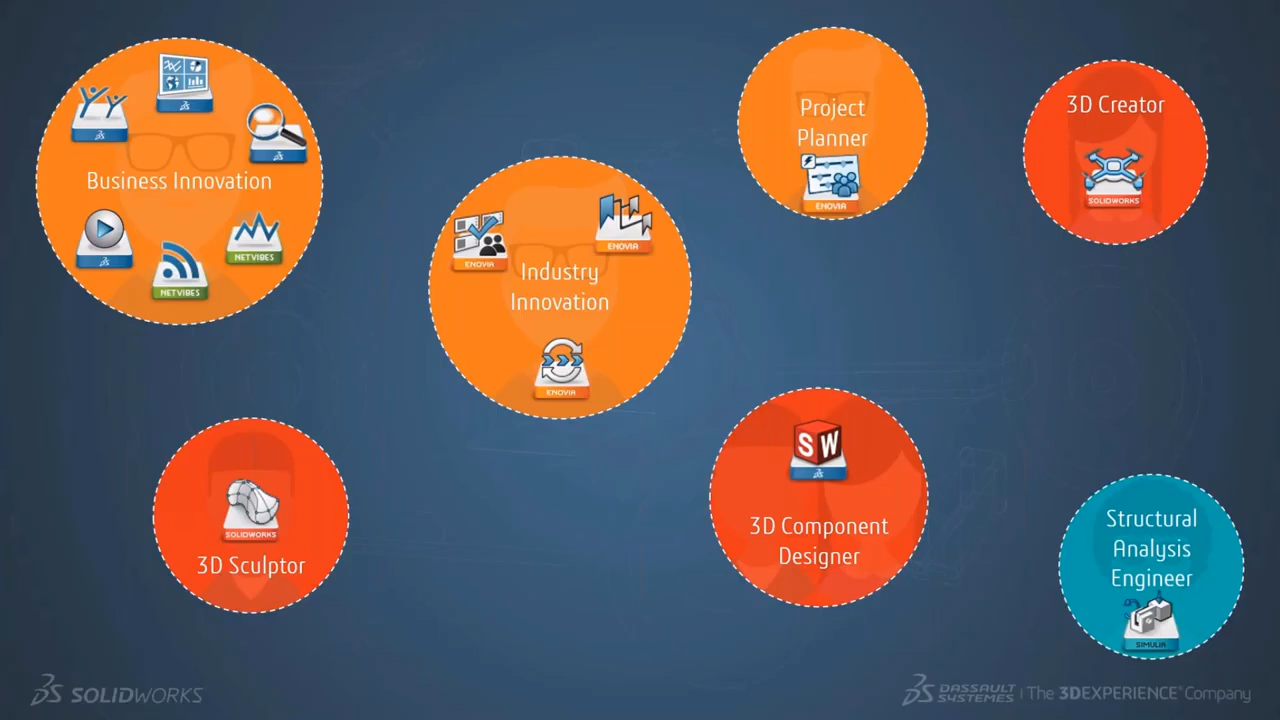 Business Innovation
NETVIBES
NETVIBES
Industry
Innovation
ENOVIA
ENOVIA
ENOVIA
Project
Planner
ENOVIA
3D Creator
SOLIDWORKS
SOLIDWORKS
3D Sculptor
SW
3D Component
Designer
Structural
Analysis
Engineer
SIMULIA
SOLIDWORKS
DASSAULT SYSTEMES | The 3DEXPERIENCE® Company